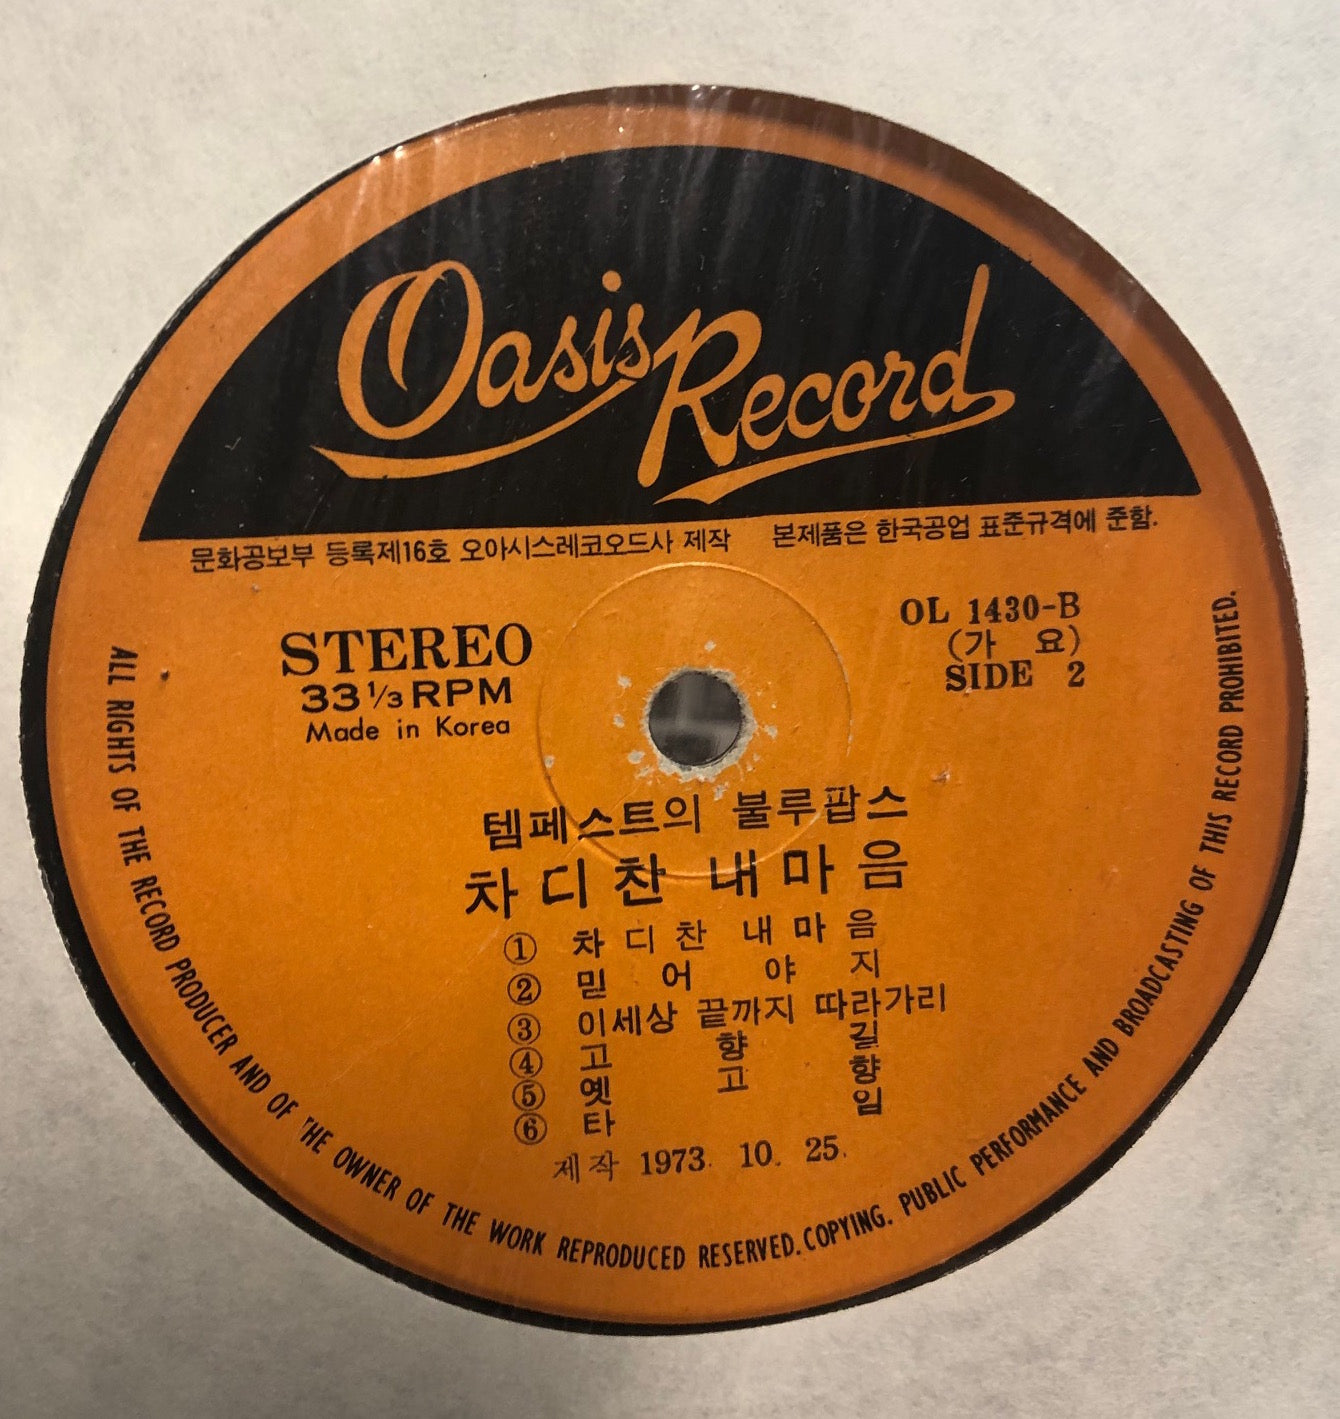 Oasis Record
문화공보부 등록제16호 오아시스레코오드사 제작 본제품은 한국공업 표준규격에 준함.
STEREO
33 1/3 RPM
Made in Korea
OL 1430-B
(가 요)
SIDE 2
템페스트의 불루팝스
차디찬 내마음
① 차디찬 내마음
② 믿어야지
③ 이세상 끝까지 따라가리
④ 고향길
⑤ 옛고향
⑥ 타임
제작 1973. 10. 25.
ALL RIGHTS OF THE RECORD PRODUCER AND OF THE OWNER OF THE WORK REPRODUCED RESERVED. COPYING. PUBLIC PERFORMANCE AND BROADCASTING OF THIS RECORD PROHIBITED.